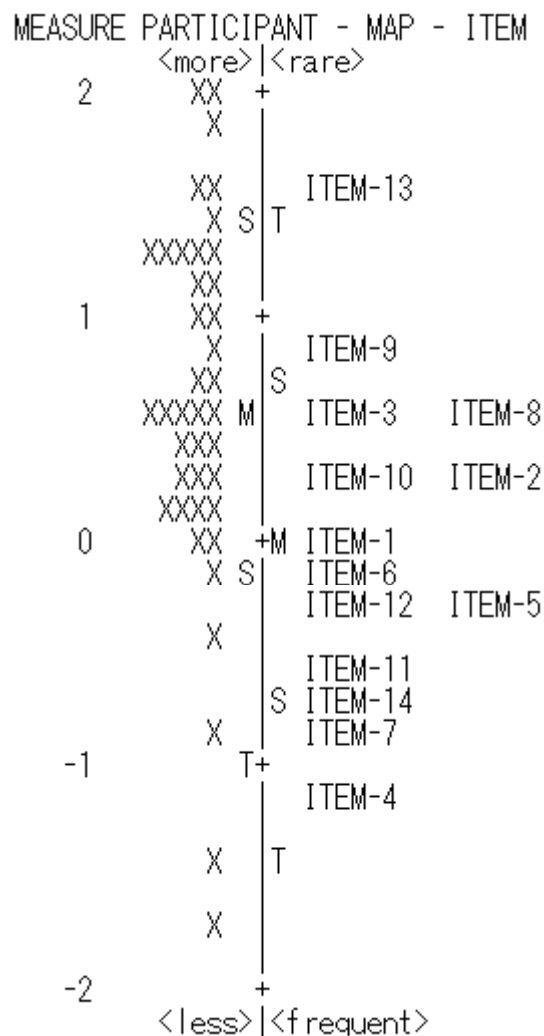 MEASURE PARTICIPANT - MAP - ITEM
<more>|<rare>
2 XX +
X |
|
XX | ITEM-13
X S|T
XXXXX |
XX |
1 XX +
X | ITEM-9
XX |S
XXXXX M| ITEM-3 ITEM-8
XXX |
XXX | ITEM-10 ITEM-2
XXXX |
0 XX +M ITEM-1
X S| ITEM-6
| ITEM-12 ITEM-5
X |
| ITEM-11
|S ITEM-14
X | ITEM-7
-1 T+
| ITEM-4
|
X |T
|
X |
|
-2 +
<less>|<frequent>